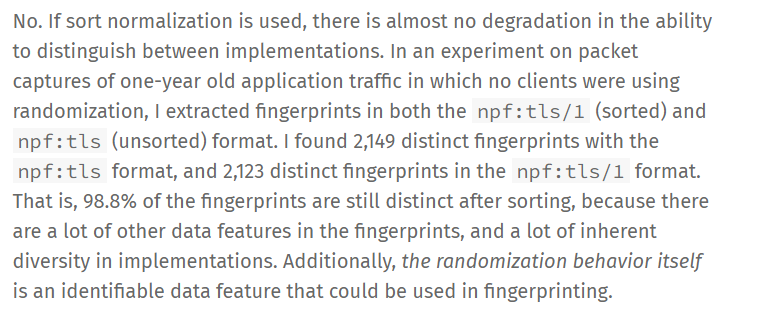 No. If sort normalization is used, there is almost no degradation in the ability
to distinguish between implementations. In an experiment on packet
captures of one-year old application traffic in which no clients were using
randomization, I extracted fingerprints in both the npf:tls/1 (sorted) and
npf:tls (unsorted) format. I found 2,149 distinct fingerprints with the
npf:tls format, and 2,123 distinct fingerprints in the npf:tls/1 format.
That is, 98.8% of the fingerprints are still distinct after sorting, because there
are a lot of other data features in the fingerprints, and a lot of inherent
diversity in implementations. Additionally, the randomization behavior itself
is an identifiable data feature that could be used in fingerprinting.